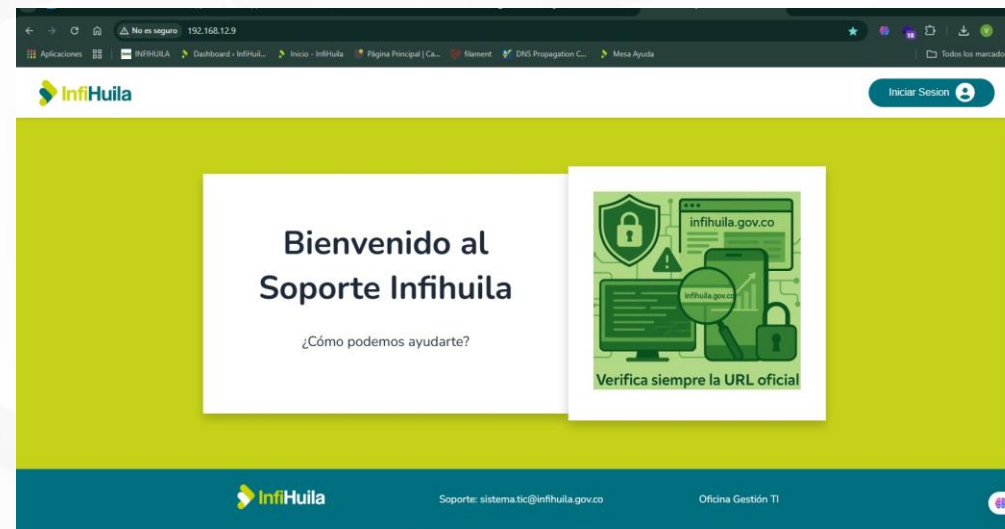 No es seguro 192.168.12.9
Aplicaciones INFIHUILA Dashboard ‹ InfiHuil... Inicio - InfiHuila Página Principal | Ca... filament DNS Propagation C... Mesa Ayuda Todos los marcado
InfiHuila
Iniciar Sesion
Bienvenido al
Soporte Infihuila
¿Cómo podemos ayudarte?
infihuila.gov.co
infihuila.gov.co
Verifica siempre la URL oficial
InfiHuila
Soporte: sistema.tic@infihuila.gov.co
Oficina Gestión TI